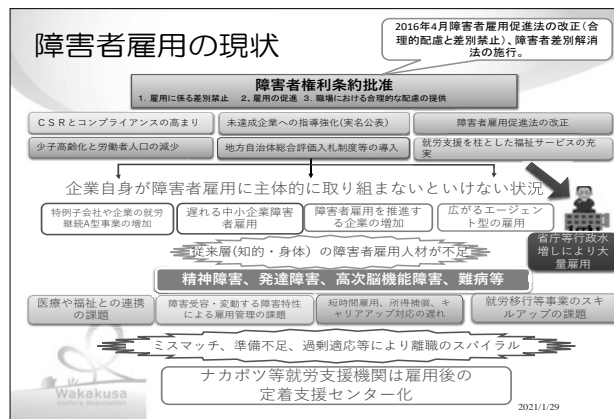 障害者雇用の現状
2016年4月障害者雇用促進法の改正(合
理的配慮と差別禁止)、障害者差別解消
法の施行。
障害者権利条約批准
1. 雇用に係る差別禁止 2、雇用の促進 3. 職場における合理的な配慮の提供
CSRとコンプライアンスの高まり
未達成企業への指導強化(実名公表)
障害者雇用促進法の改正
少子高齢化と労働者人口の減少
地方自治体総合評価入札制度等の導入
就労支援を柱とした福祉サービスの充
実
企業自身が障害者雇用に主体的に取り組まないといけない状況
特例子会社や企業の就労
継続A型事業の増加
遅れる中小企業障害
者雇用
障害者雇用を推進す
る企業の増加
広がるエージェン
ト型の雇用
省庁等行政水
増しにより大
量雇用
従来層(知的・身体)の障害者雇用人材が不足
精神障害、発達障害、高次脳機能障害、難病等
医療や福祉との連携
の課題
障害受容・変動する障害特性
による雇用管理の課題
短時間雇用、所得補償、キ
ャリアアップ対応の遅れ
就労移行等事業のスキ
ルアップの課題
ミスマッチ、準備不足、過剰適応等により離職のスパイラル
ナカポツ等就労支援機関は雇用後の
定着支援センター化
Wakakusa
Welfare Association
2021/1/29